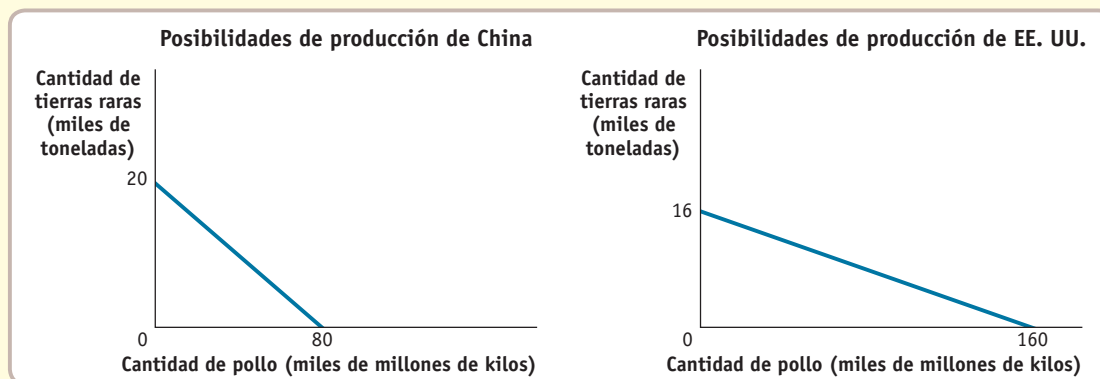 Posibilidades de producción de China
Cantidad de
tierras raras
(miles de
toneladas)
20
0
80
Cantidad de pollo (miles de millones de kilos)
Posibilidades de producción de EE. UU.
Cantidad de
tierras raras
(miles de
toneladas)
16
0
160
Cantidad de pollo (miles de millones de kilos)